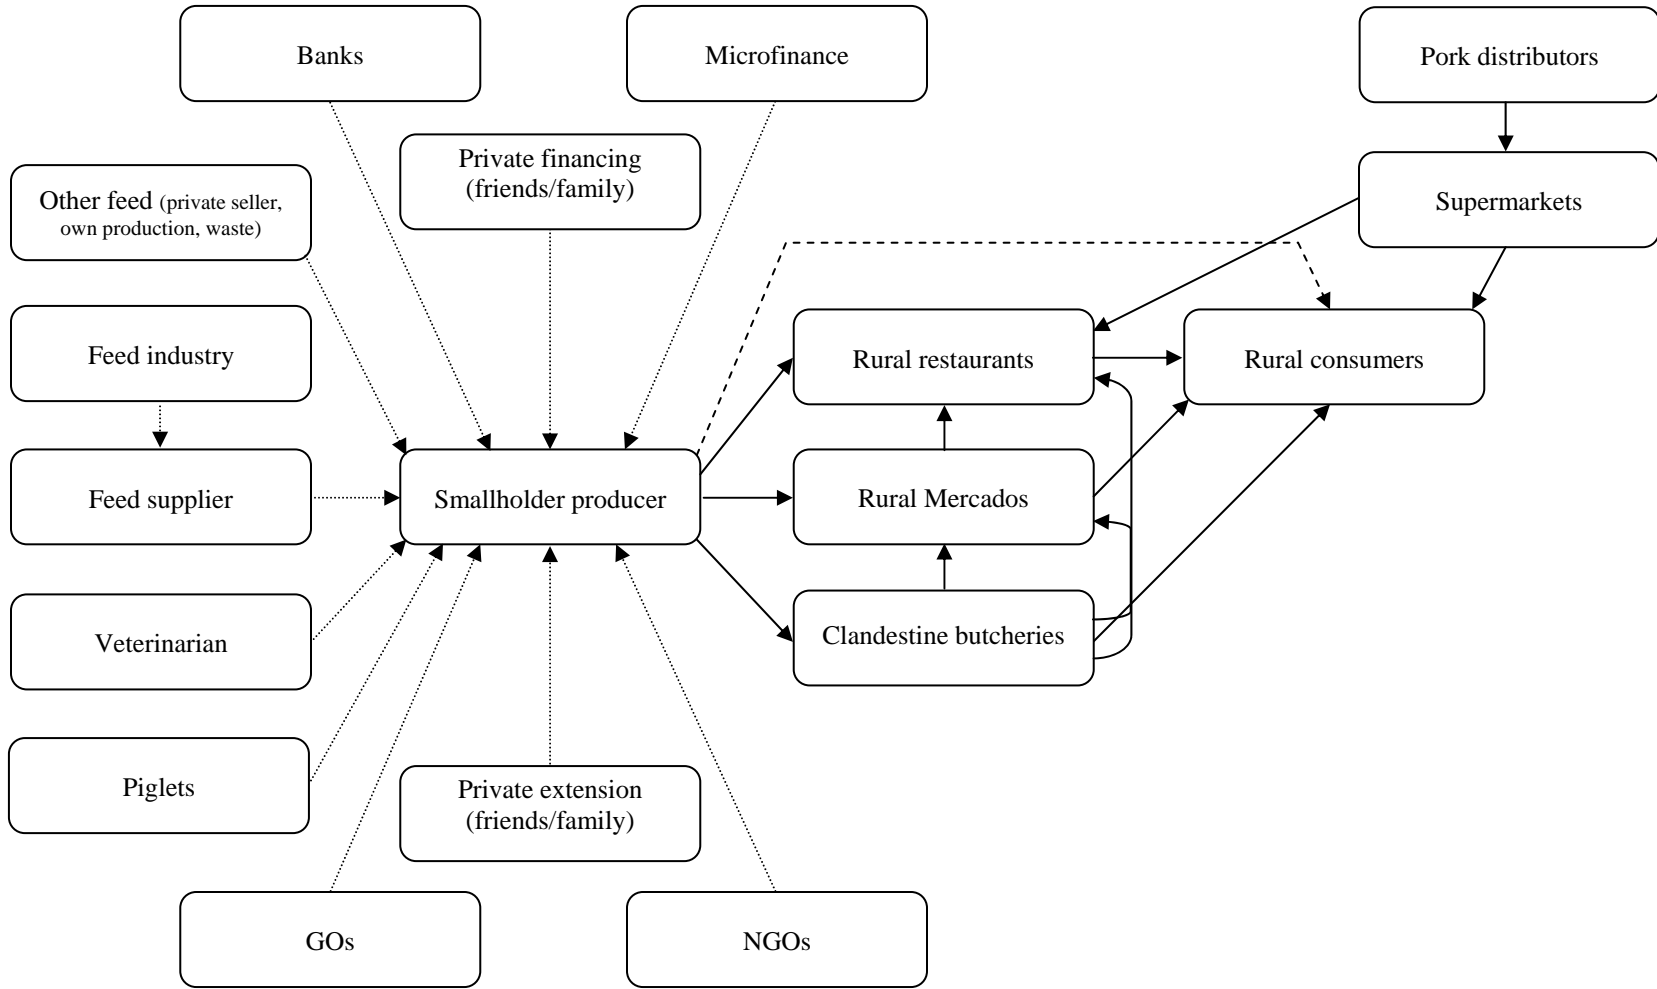 Banks
Microfinance
Pork distributors
Private financing
(friends/family)
Other feed (private seller,
own production, waste)
Supermarkets
Feed industry
Rural restaurants
Rural consumers
Feed supplier
Smallholder producer
Rural Mercados
Veterinarian
Clandestine butcheries
Piglets
Private extension
(friends/family)
GOs
NGOs